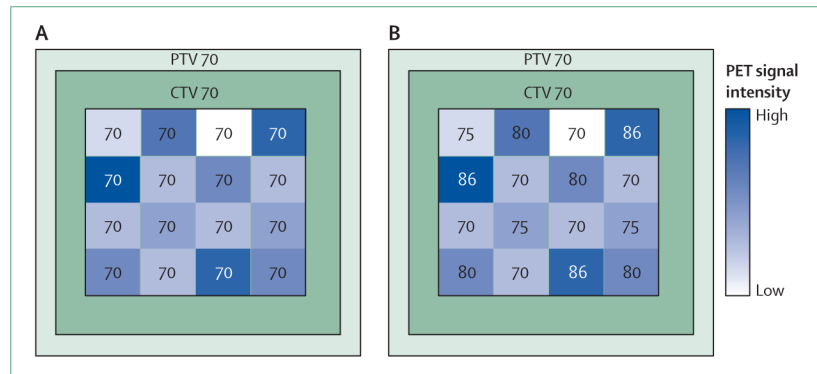 A
PTV 70
CTV 70
70 70 70 70
70 70 70 70
70 70 70 70
70 70 70 70
B
PTV 70
CTV 70
75 80 70 86
86 70 80 70
70 75 70 75
80 70 86 80
PET signal
intensity
High
Low